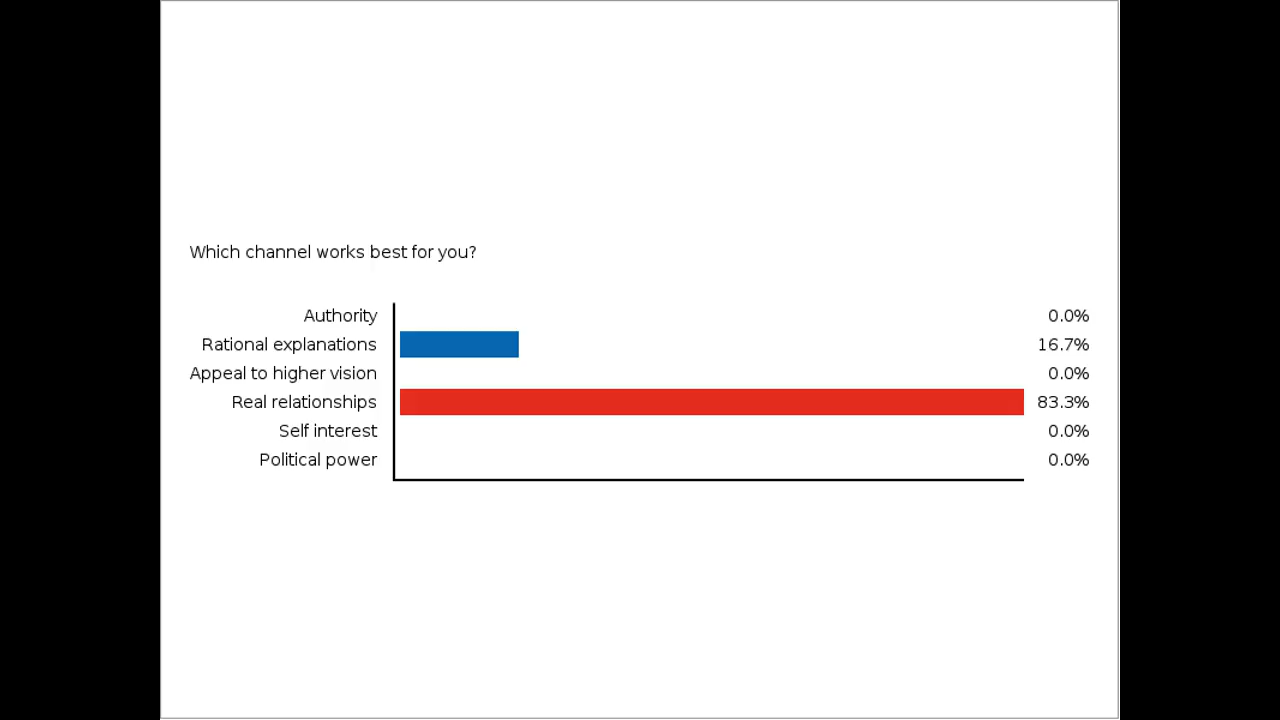 Which channel works best for you?
Authority 0.0%
Rational explanations 16.7%
Appeal to higher vision 0.0%
Real relationships 83.3%
Self interest 0.0%
Political power 0.0%